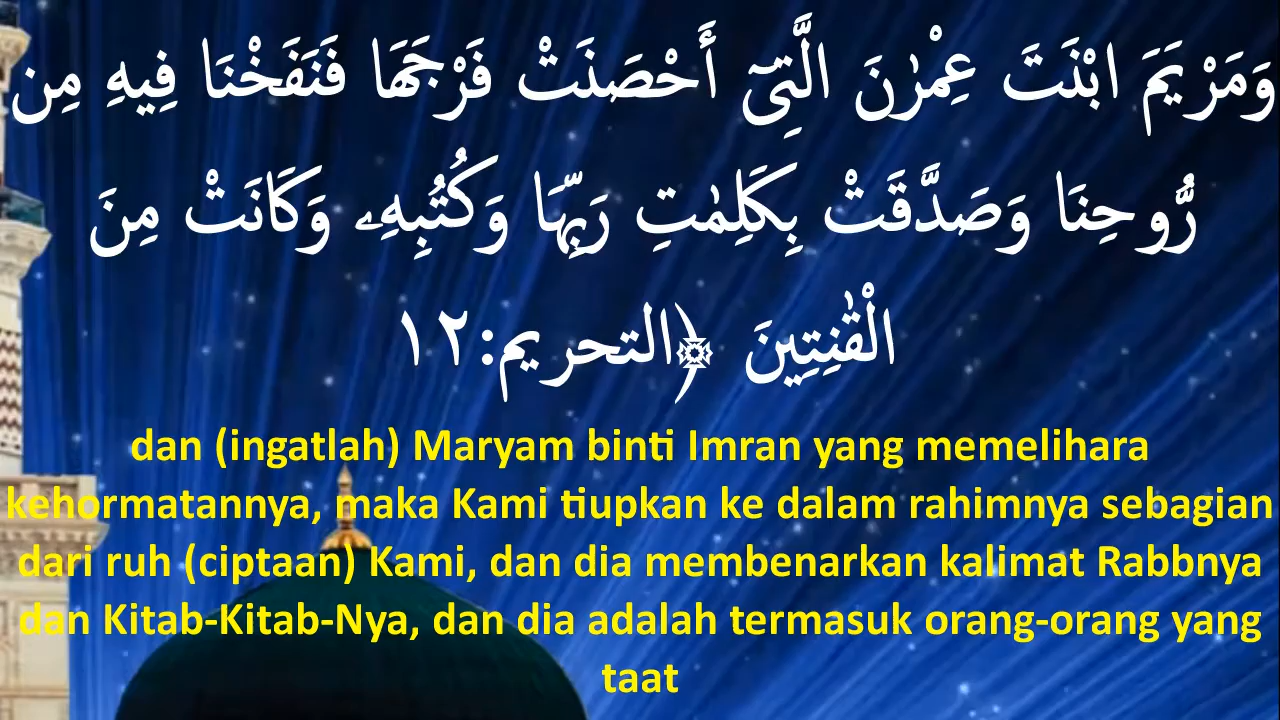 وَمَرْيَمَ ابْنَتَ عِمْرٰنَ الَّتِىٓ أَحْصَنَتْ فَرْجَهَا فَنَفَخْنَا فِيهِ مِن
رُّوحِنَا وَصَدَّقَتْ بِكَلِمٰتِ رَبِّهَا وَكُتُبِهِۦ وَكَانَتْ مِنَ
الْقٰنِتِينَ ﴿التحريم:١٢
dan (ingatlah) Maryam binti Imran yang memelihara
kehormatannya, maka Kami tiupkan ke dalam rahimnya sebagian
dari ruh (ciptaan) Kami, dan dia membenarkan kalimat Rabbnya
dan Kitab-Kitab-Nya, dan dia adalah termasuk orang-orang yang
taat